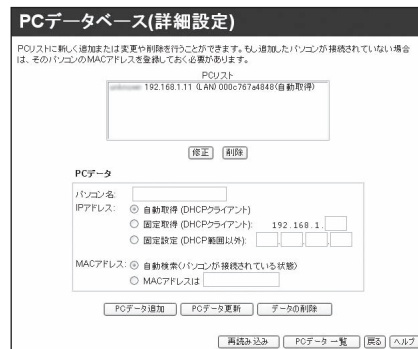 PCデータベース(詳細設定)
PCリストに新しく追加または変更や削除を行うことができます。もし追加したパソコンが接続されていない場合
は、そのパソコンのMACアドレスを登録しておく必要があります。
PCリスト
192.168.1.11 (LAN) 000c767a4848(自動取得)
修正 削除
PCデータ
パソコン名:
IPアドレス: 自動取得 (DHCPクライアント)
固定取得 (DHCPクライアント): 192.168.1.
固定設定 (DHCP範囲以外):
MACアドレス: 自動検索(パソコンが接続されている状態)
MACアドレスは
PCデータ追加 PCデータ更新 データの削除
再読み込み PCデータ一覧 戻る ヘルプ